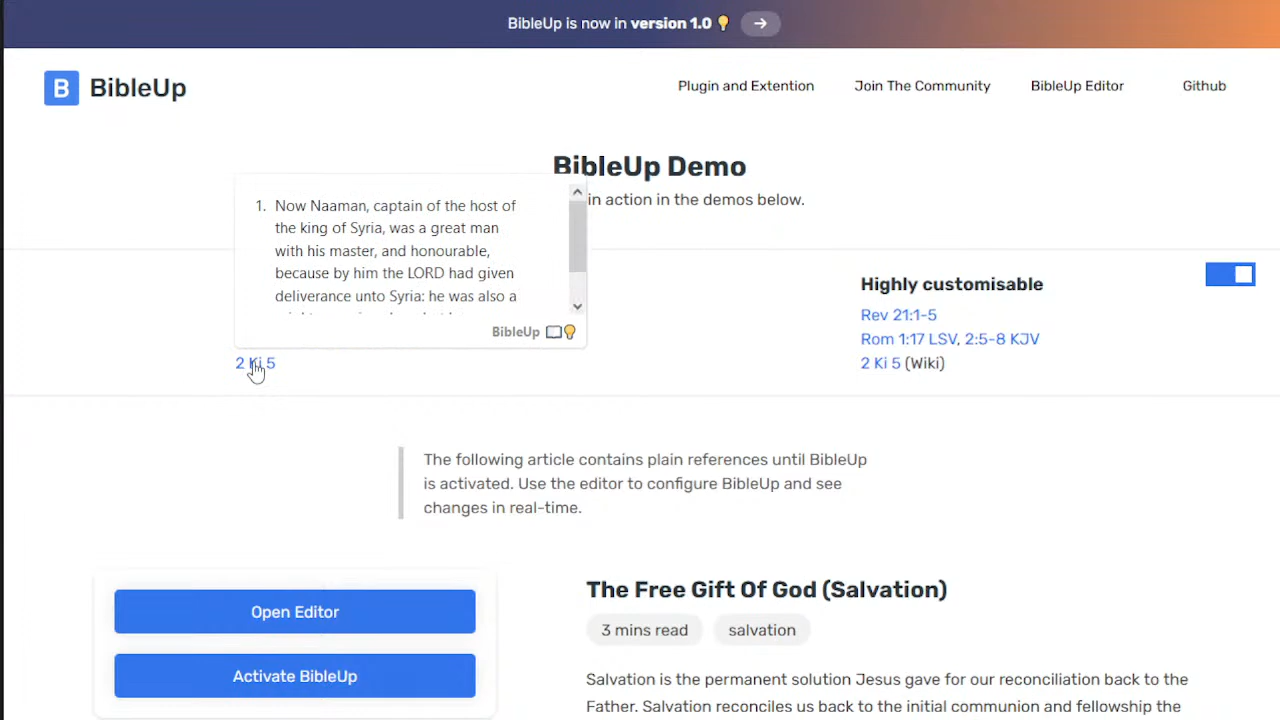 BibleUp is now in version 1.0
B BibleUp
Plugin and Extention
Join The Community
BibleUp Editor
Github
BibleUp Demo
in action in the demos below.
1. Now Naaman, captain of the host of
the king of Syria, was a great man
with his master, and honourable,
because by him the LORD had given
deliverance unto Syria: he was also a
BibleUp
2 Ki 5
Highly customisable
Rev 21:1-5
Rom 1:17 LSV, 2:5-8 KJV
2 Ki 5 (Wiki)
The following article contains plain references until BibleUp
is activated. Use the editor to configure BibleUp and see
changes in real-time.
Open Editor
Activate BibleUp
The Free Gift Of God (Salvation)
3 mins read
salvation
Salvation is the permanent solution Jesus gave for our reconciliation back to the
Father. Salvation reconciles us back to the initial communion and fellowship the